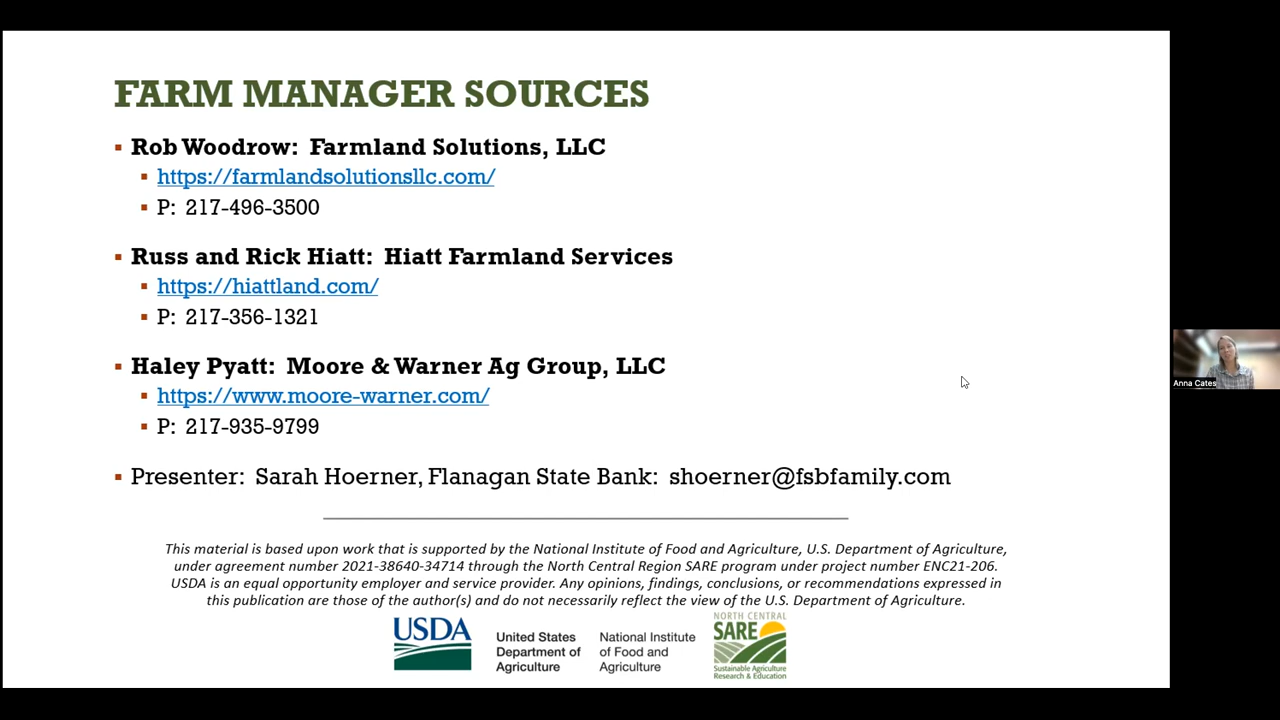 FARM MANAGER SOURCES
Rob Woodrow: Farmland Solutions, LLC
https://farmlandsolutionsllc.com/
P: 217-496-3500
Russ and Rick Hiatt: Hiatt Farmland Services
https://hiattland.com/
P: 217-356-1321
Haley Pyatt: Moore & Warner Ag Group, LLC
https://www.moore-warner.com/
P: 217-935-9799
Presenter: Sarah Hoerner, Flanagan State Bank: shoerner@fsbfamily.com
This material is based upon work that is supported by the National Institute of Food and Agriculture, U.S. Department of Agriculture,
under agreement number 2021-38640-34714 through the North Central Region SARE program under project number ENC21-206.
USDA is an equal opportunity employer and service provider. Any opinions, findings, conclusions, or recommendations expressed in
this publication are those of the author(s) and do not necessarily reflect the view of the U.S. Department of Agriculture.
USDA
United States
Department of
Agriculture
National Institute
of Food and
Agriculture
NORTH CENTRAL
SARE
Sustainable Agriculture
Research & Education
Anna Cates